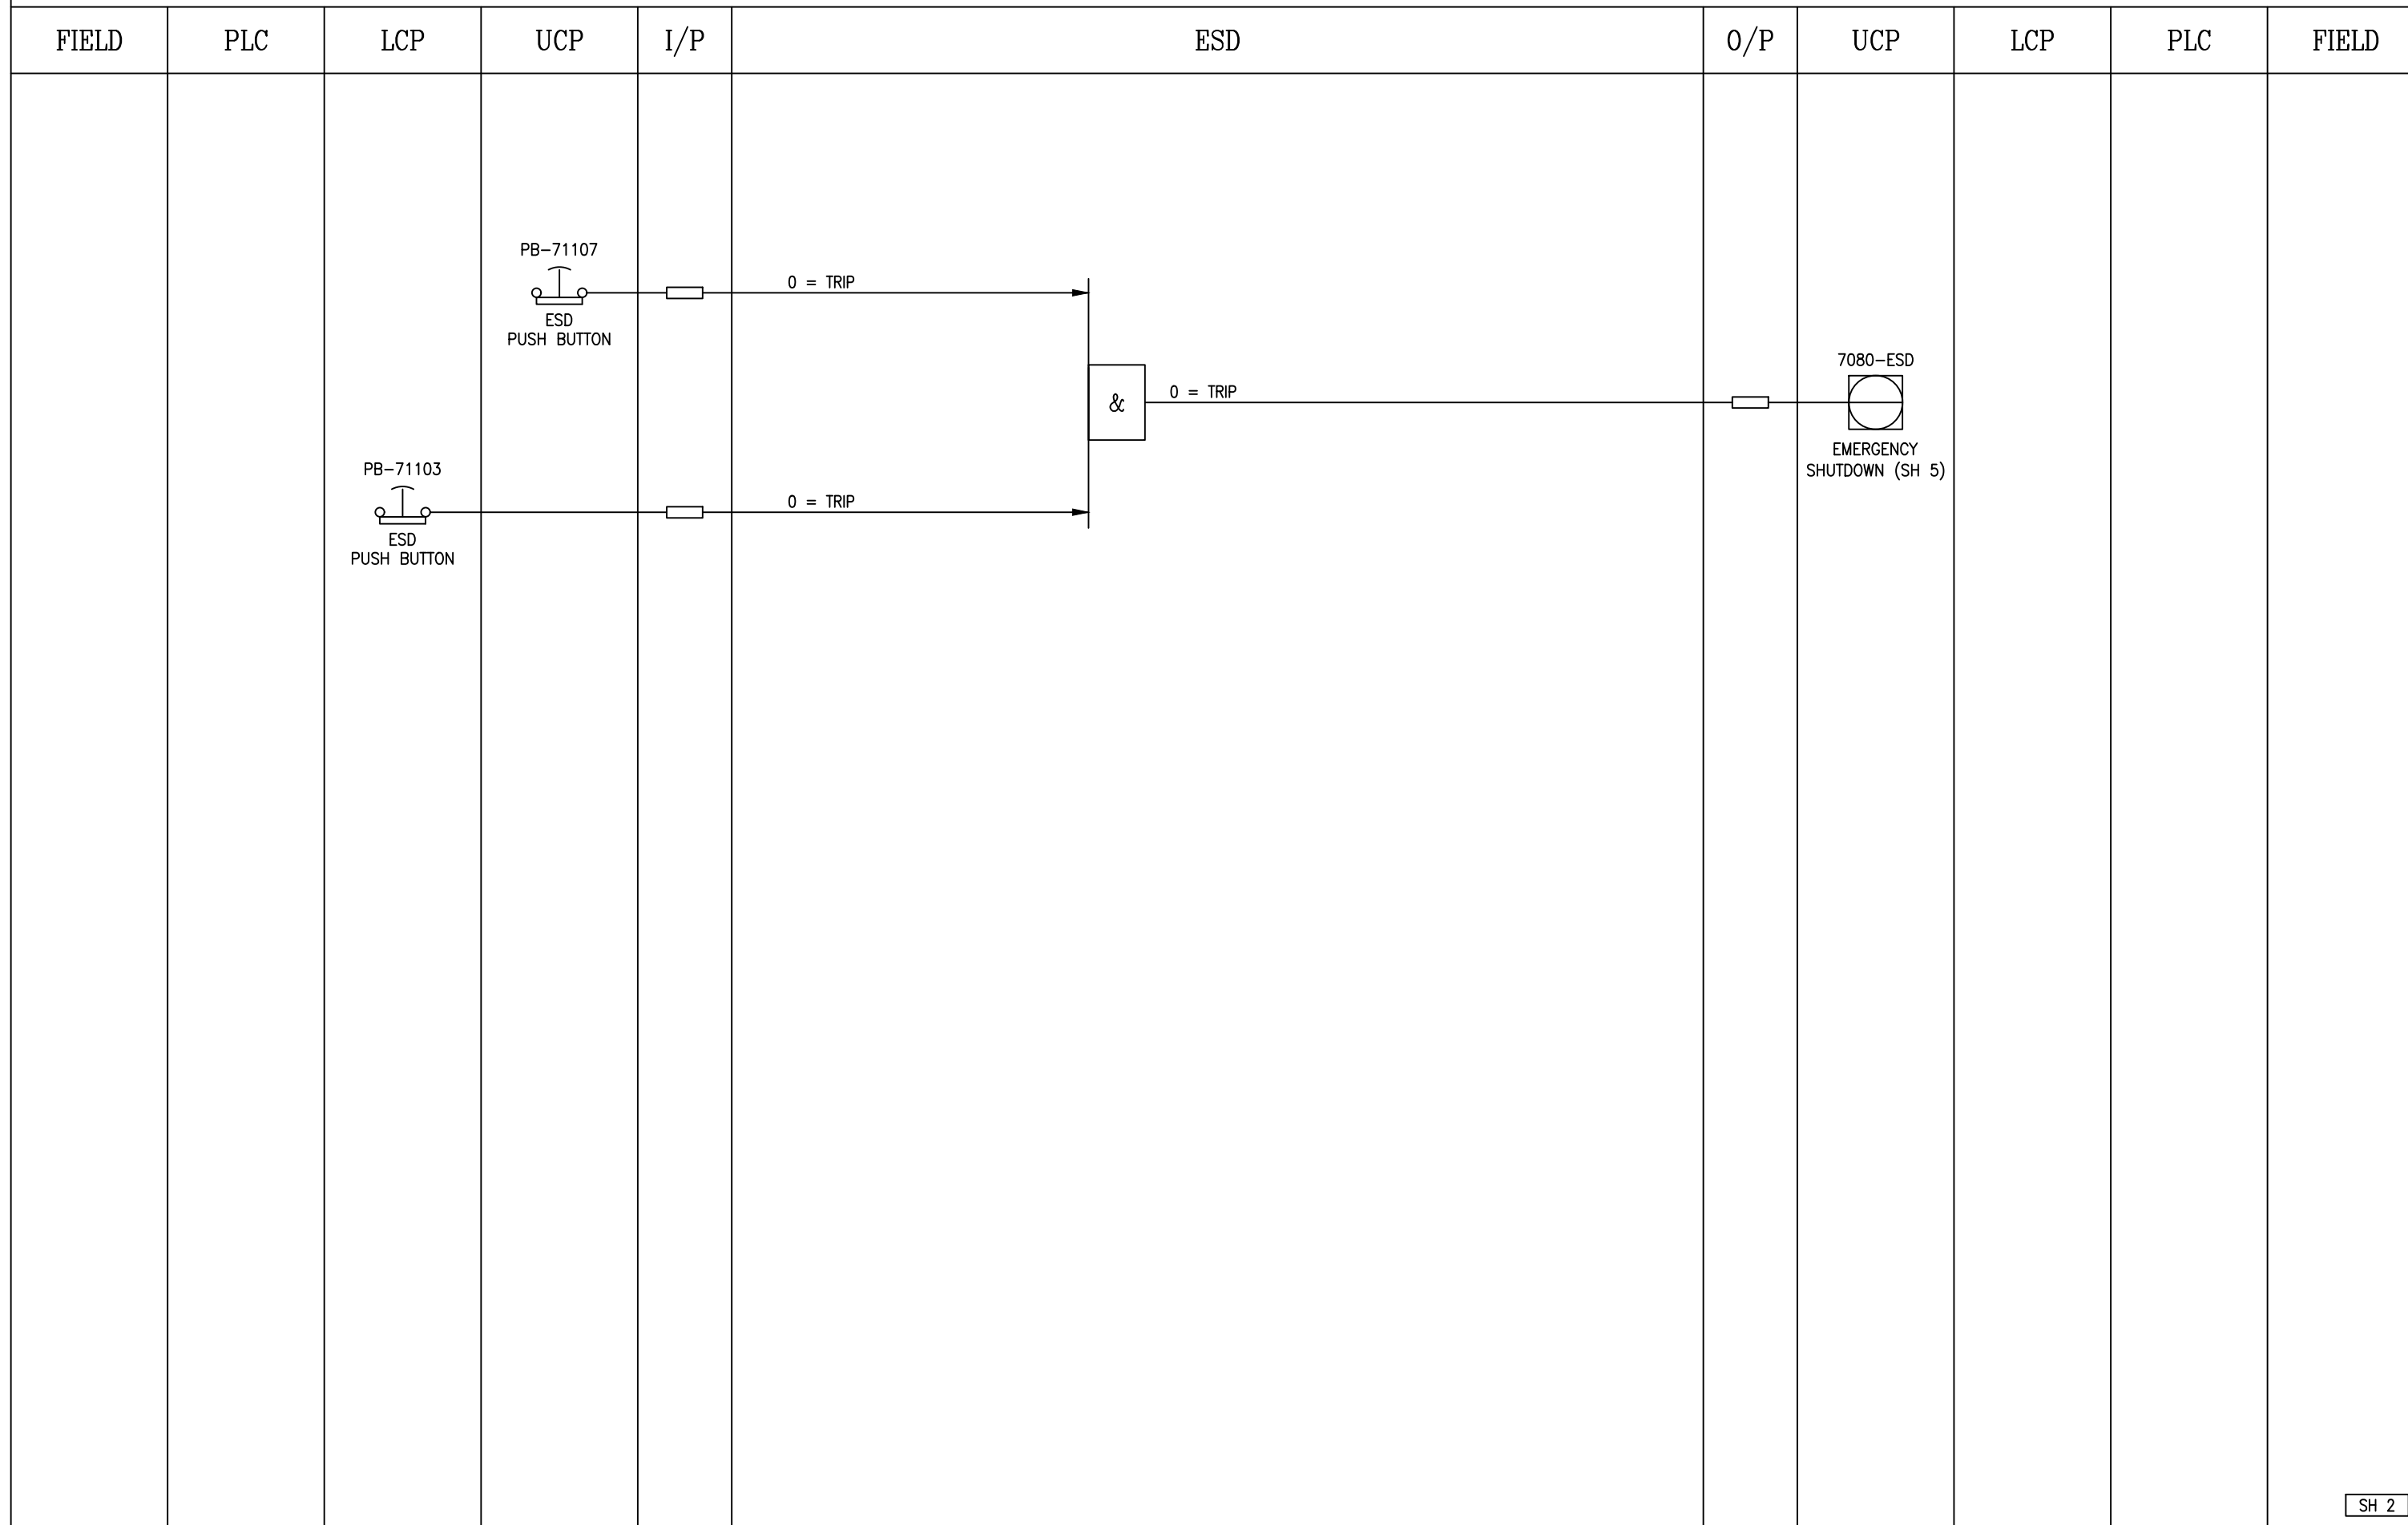 FIELD PLC LCP UCP I/P ESD O/P UCP LCP PLC FIELD
PB-71107
0 = TRIP
ESD
PUSH BUTTON
7080-ESD
0 = TRIP
&
EMERGENCY
SHUTDOWN (SH 5)
PB-71103
0 = TRIP
ESD
PUSH BUTTON
SH 2